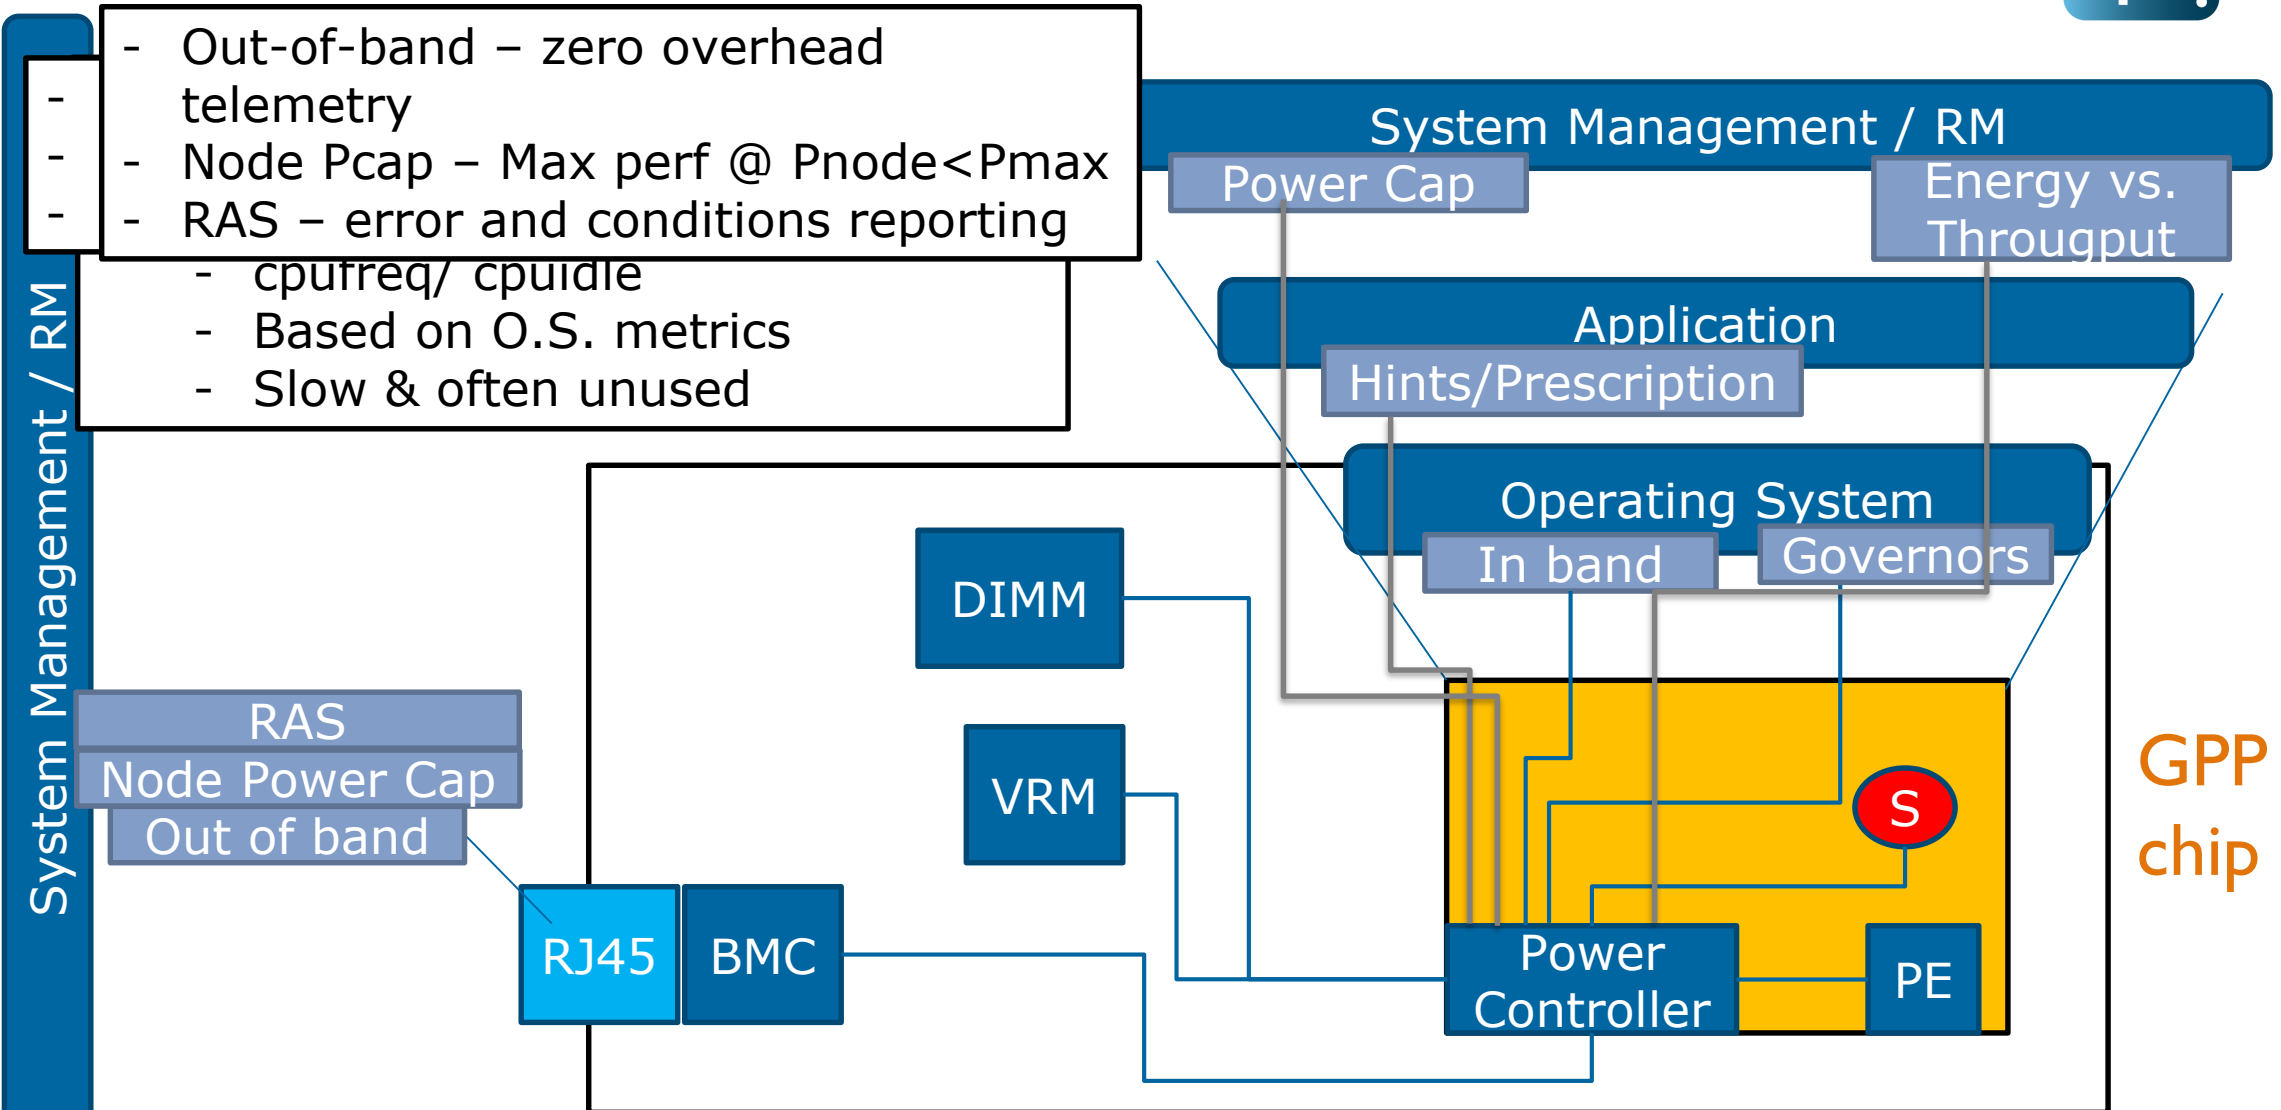 - Out-of-band – zero overhead
telemetry
- Node Pcap – Max perf @ Pnode<Pmax
- RAS – error and conditions reporting
-
-
-
- cpufreq/ cpuidle
- Based on O.S. metrics
- Slow & often unused
System Management / RM
System Management / RM
Power Cap
Energy vs.
Througput
Application
Hints/Prescription
Operating System
In band
Governors
DIMM
VRM
RAS
Node Power Cap
Out of band
RJ45
BMC
S
Power
Controller
PE
GPP
chip